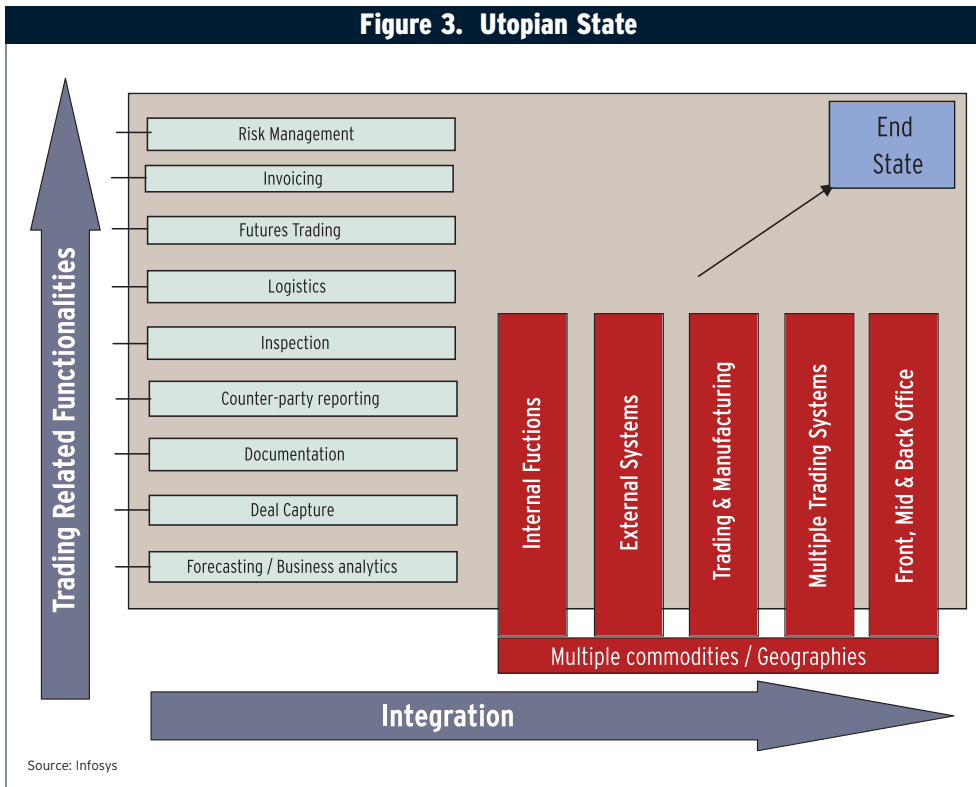 Figure 3. Utopian State
End
State
Risk Management
Invoicing
Futures Trading
Logistics
Inspection
Counter-party reporting
Documentation
Deal Capture
Forecasting / Business analytics
Trading Related Functionalities
Internal Fuctions
External Systems
Trading & Manufacturing
Multiple Trading Systems
Front, Mid & Back Office
Multiple commodities / Geographies
Integration
Source: Infosys